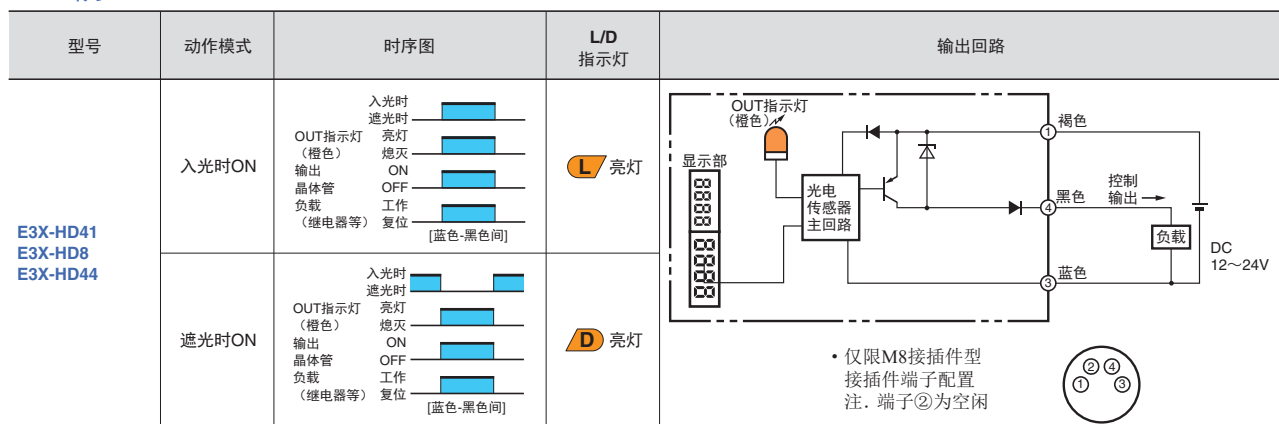 型号
动作模式
时序图
L/D
指示灯
输出回路
E3X-HD41
E3X-HD8
E3X-HD44
入光时ON
入光时
遮光时
OUT指示灯 亮灯
（橙色） 熄灭
输出 ON
晶体管 OFF
负载 工作
（继电器等） 复位
[蓝色-黑色间]
L 亮灯
遮光时ON
入光时
遮光时
OUT指示灯 亮灯
（橙色） 熄灭
输出 ON
晶体管 OFF
负载 工作
（继电器等） 复位
[蓝色-黑色间]
D 亮灯
OUT指示灯
（橙色）
显示部
8888
8888
光电
传感器
主回路
① 褐色
④ 黑色
③ 蓝色
控制
输出
负载
DC
12～24V
• 仅限M8接插件型
接插件端子配置
注. 端子②为空闲
② ④
① ③